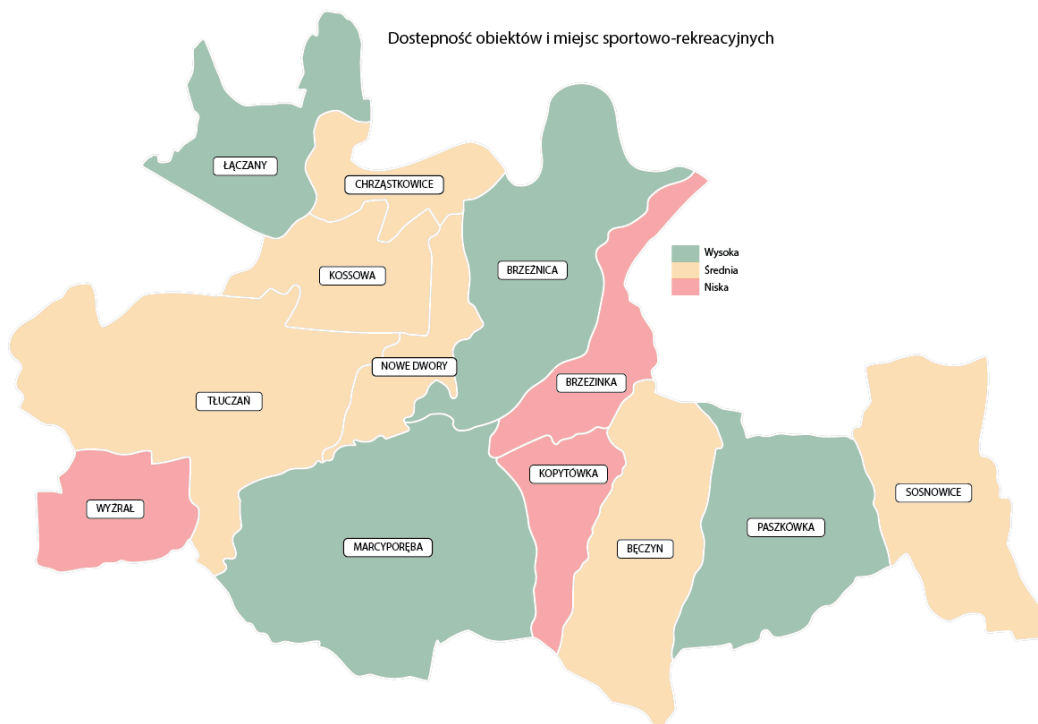 Dostepność obiektów i miejsc sportowo-rekreacyjnych
ŁĄCZANY
CHRZĄSTKOWICE
KOSSOWA
BRZEŹNICA
Wysoka
Średnia
Niska
NOWE DWORY
BRZEZINKA
TŁUCZAŃ
KOPYTÓWKA
WYŹRAŁ
SOSNOWICE
MARCYPORĘBA
BĘCZYN
PASZKÓWKA